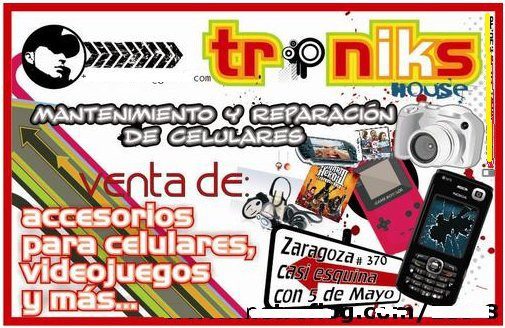 com
troniks
HOUSE
MANTENIMIENTO Y REPARACIÓN
DE CELULARES
venta de:
accesorios
para celulares,
videojuegos
y más...
Zaragoza # 370
casi esquina
con 5 de Mayo
NOKIA